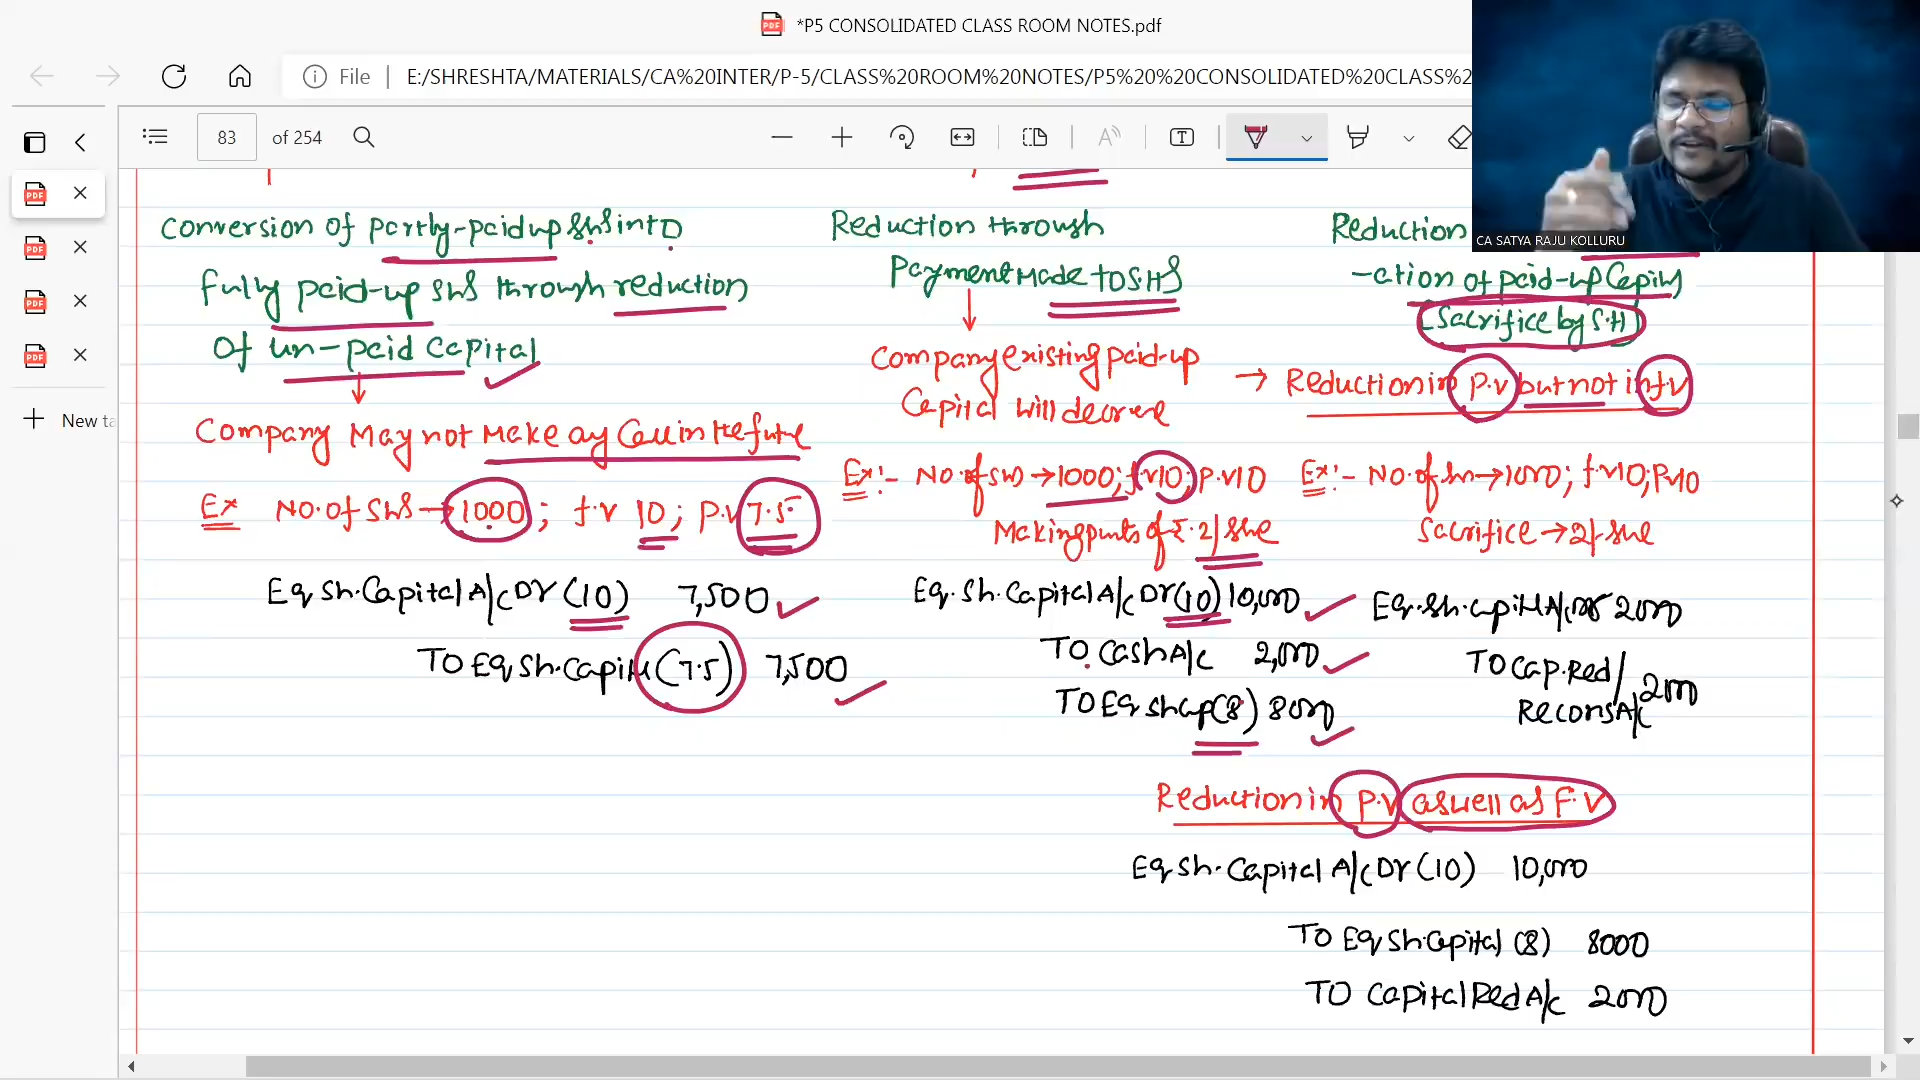 *P5 CONSOLIDATED CLASS ROOM NOTES.pdf
File
E:/SHRESHTA/MATERIALS/CA%20INTER/P-5/CLASS%20ROOM%20NOTES/P5%20%20CONSOLIDATED%20CLASS%2
83 of 254
New ta
CA SATYA RAJU KOLLURU
Conversion of partly-paidup shs into
fully paid-up shs through reduction
of un-paid capital
Company May not Make any Call in the future
Ex No.of Shs → 1000 ; f.v 10 ; p.v 7.5
Eq Sh.Capital A/c Dr (10) 7,500
To Eq Sh.Capital (7.5) 7,500
Reduction through
Payment Made TO S.H'S
Company existing paid-up
Capital will decrease
Ex:- No.of shs → 1000; f.v 10; p.v 10
Making pmts of ₹.2/she
Eq.Sh.Capital A/c Dr (10) 10,000
To Cash A/c 2,000
To Eq sh cap (8) 8000
Reduction
-ation of paid-up Capital
(Sacrifice by S.H)
→ Reduction in p.v but not in f.v
Ex:- No.of shs → 1000; f.v 10; P.v 10
Sacrifice → 2/- she
Eq.sh.capital A/c Dr 2000
To Cap.Red/ Recons A/c 2000
Reduction in p.v as well as F.V
Eq Sh.Capital A/c Dr (10) 10,000
To Eq Sh.Capital (8) 8000
To Capital Red A/c 2000